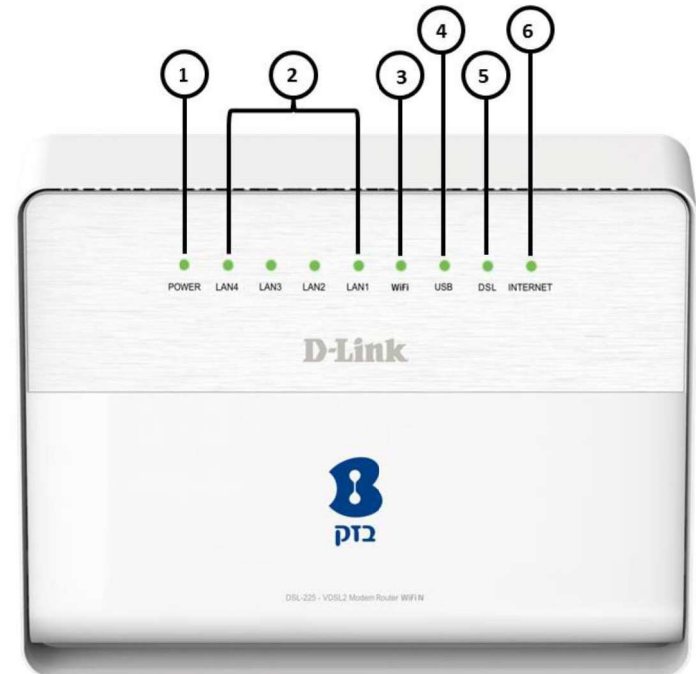 1 2 3 4 5 6
POWER LAN4 LAN3 LAN2 LAN1 WiFi USB DSL INTERNET
D-Link
בזק
DSL-225 - VDSL2 Modem Router WiFi N